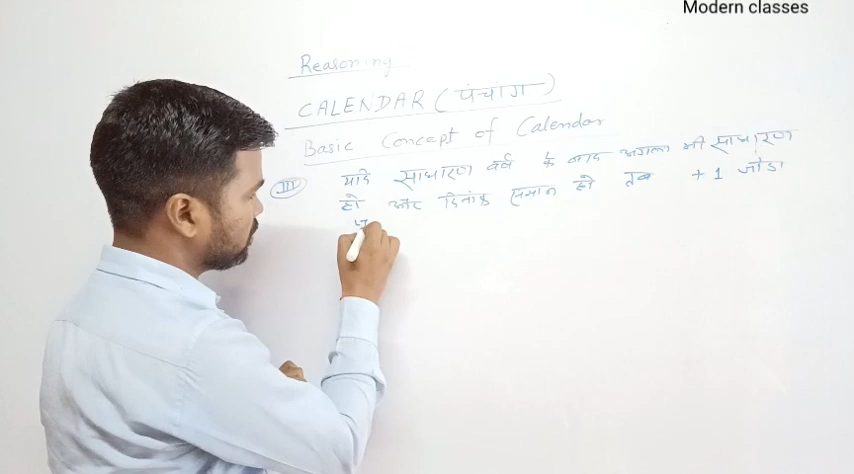 Modern classes
Reasoning
CALENDAR (पंचांग)
Basic Concept of Calendar
III यदि साधारण वर्ष के बाद अगला भी साधारण
हो और दिनांक समान हो तब +1 जोड़ा